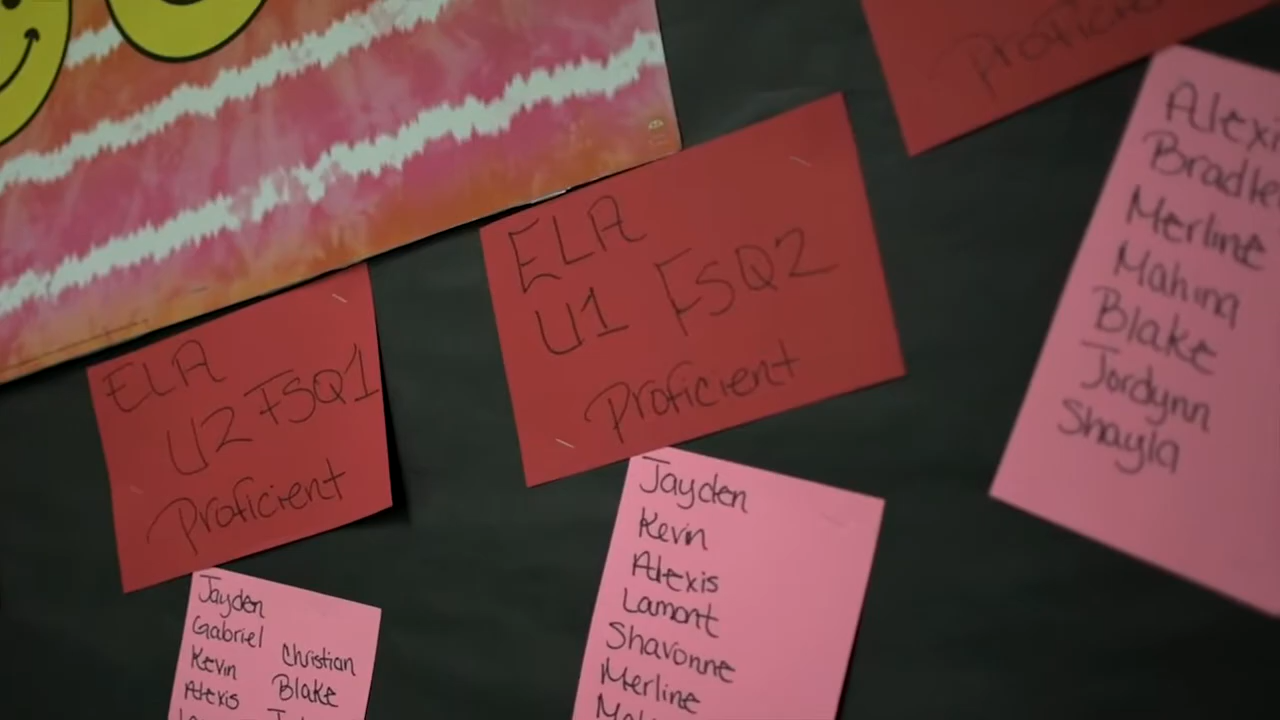 ELA
U2 FSQ1
Proficient
Jayden
Gabriel Christian
Kevin
Alexis Blake
ELA
U1 FSQ2
Proficient
Jayden
Kevin
Alexis
Lamont
Shavonne
Merline
Proficient
Alexi
Bradle
Merline
Mahina
Blake
Jordynn
Shayla